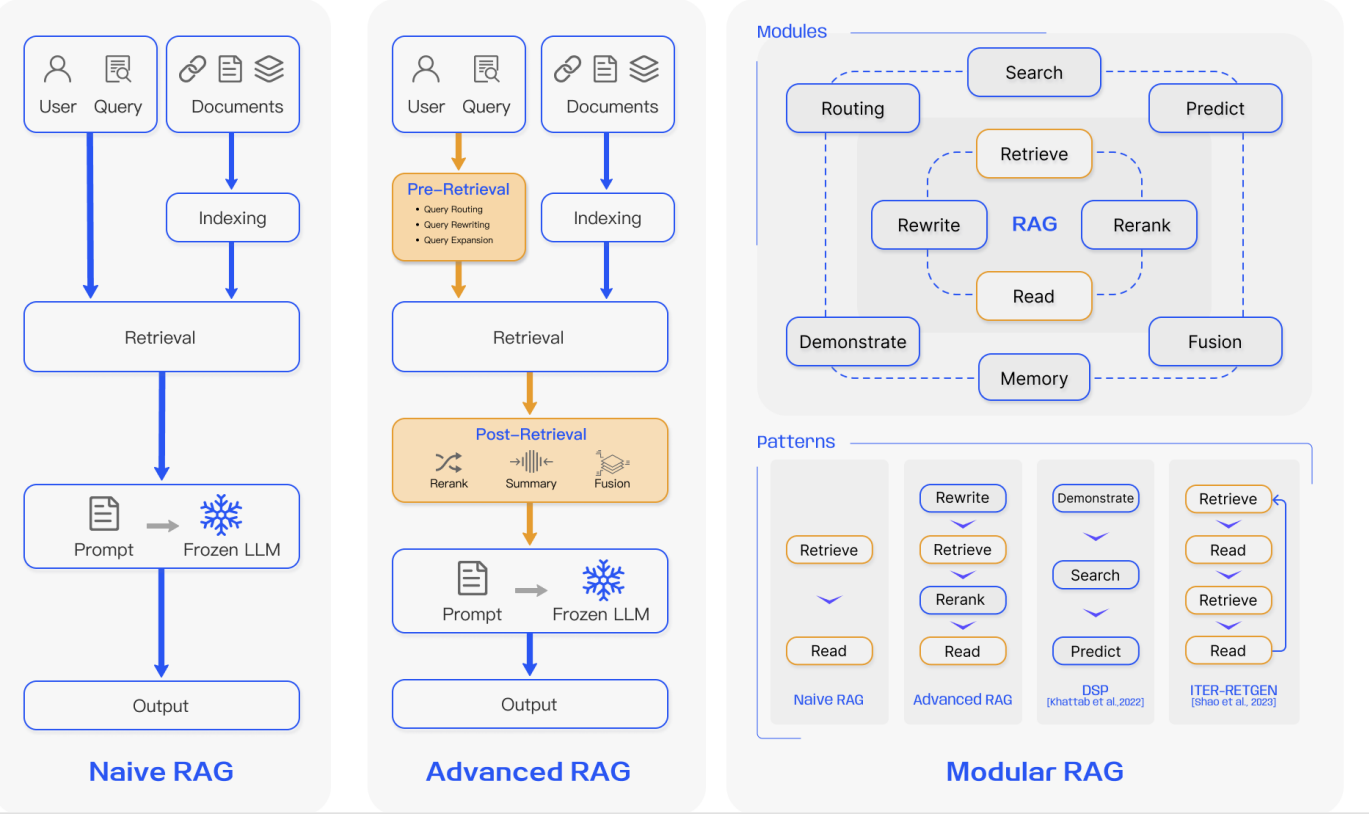 User Query
Documents
Indexing
Retrieval
Prompt
Frozen LLM
Output
Naive RAG
User Query
Documents
Pre-Retrieval
• Query Routing
• Query Rewriting
• Query Expansion
Indexing
Retrieval
Post-Retrieval
Rerank
Summary
Fusion
Prompt
Frozen LLM
Output
Advanced RAG
Modules
Search
Routing
Predict
Retrieve
Rewrite
RAG
Rerank
Read
Demonstrate
Fusion
Memory
Patterns
Retrieve
Read
Naive RAG
Rewrite
Retrieve
Rerank
Read
Advanced RAG
Demonstrate
Search
Predict
DSP
[Khattab et al.,2022]
Retrieve
Read
Retrieve
Read
ITER-RETGEN
[Shao et al., 2023]
Modular RAG